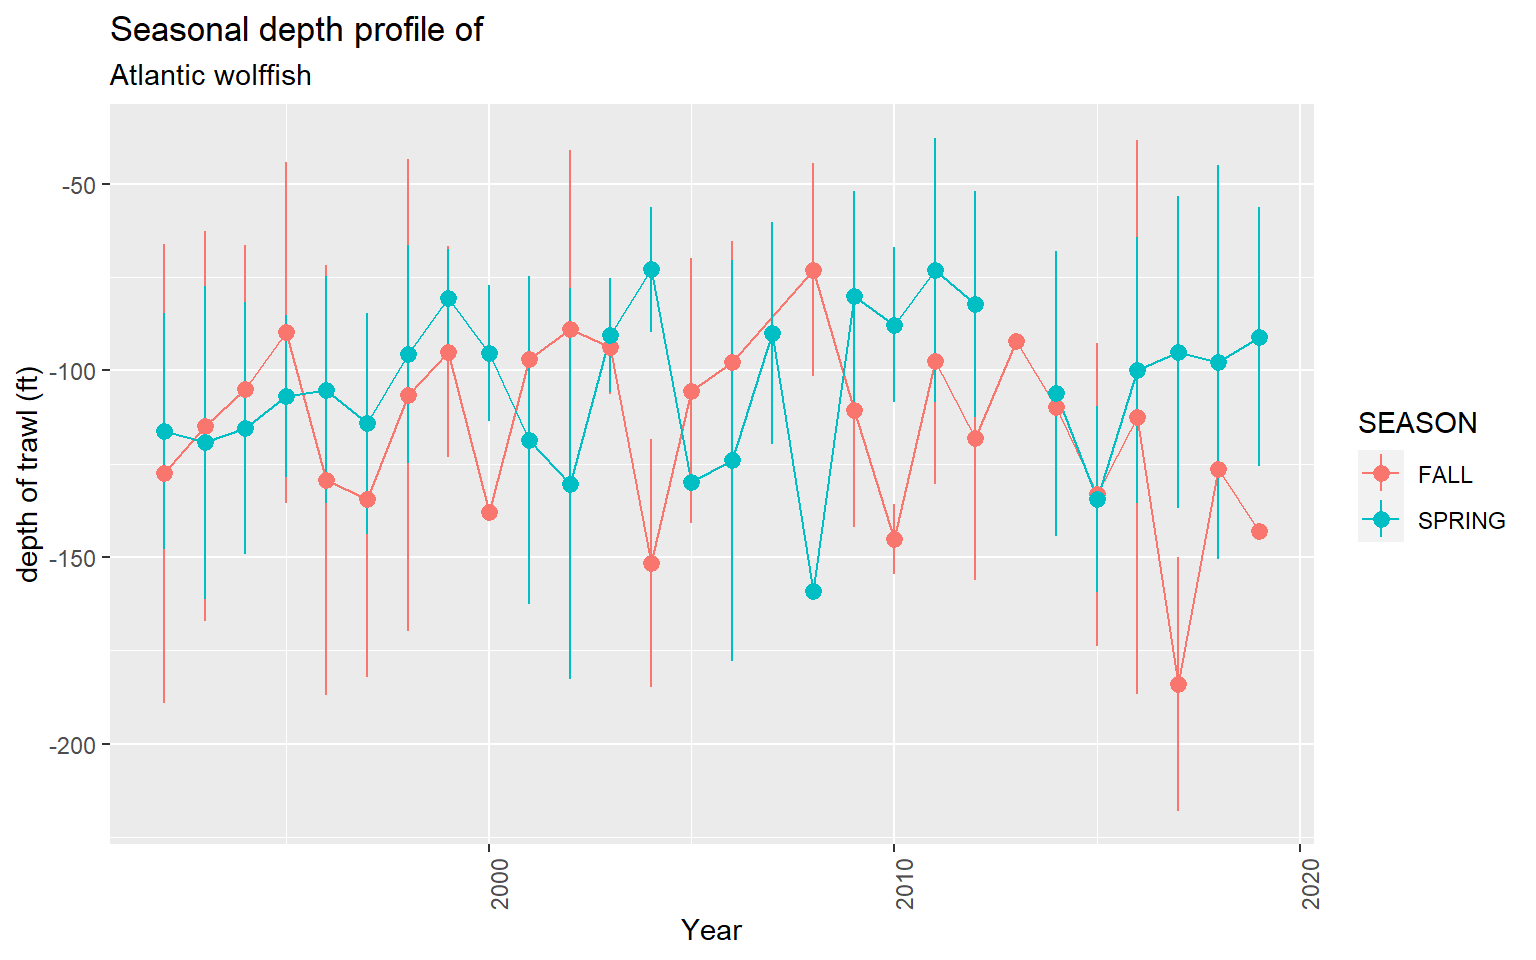 Seasonal depth profile of
Atlantic wolffish
depth of trawl (ft)
-50
-100
-150
-200
2000
2010
2020
Year
SEASON
FALL
SPRING